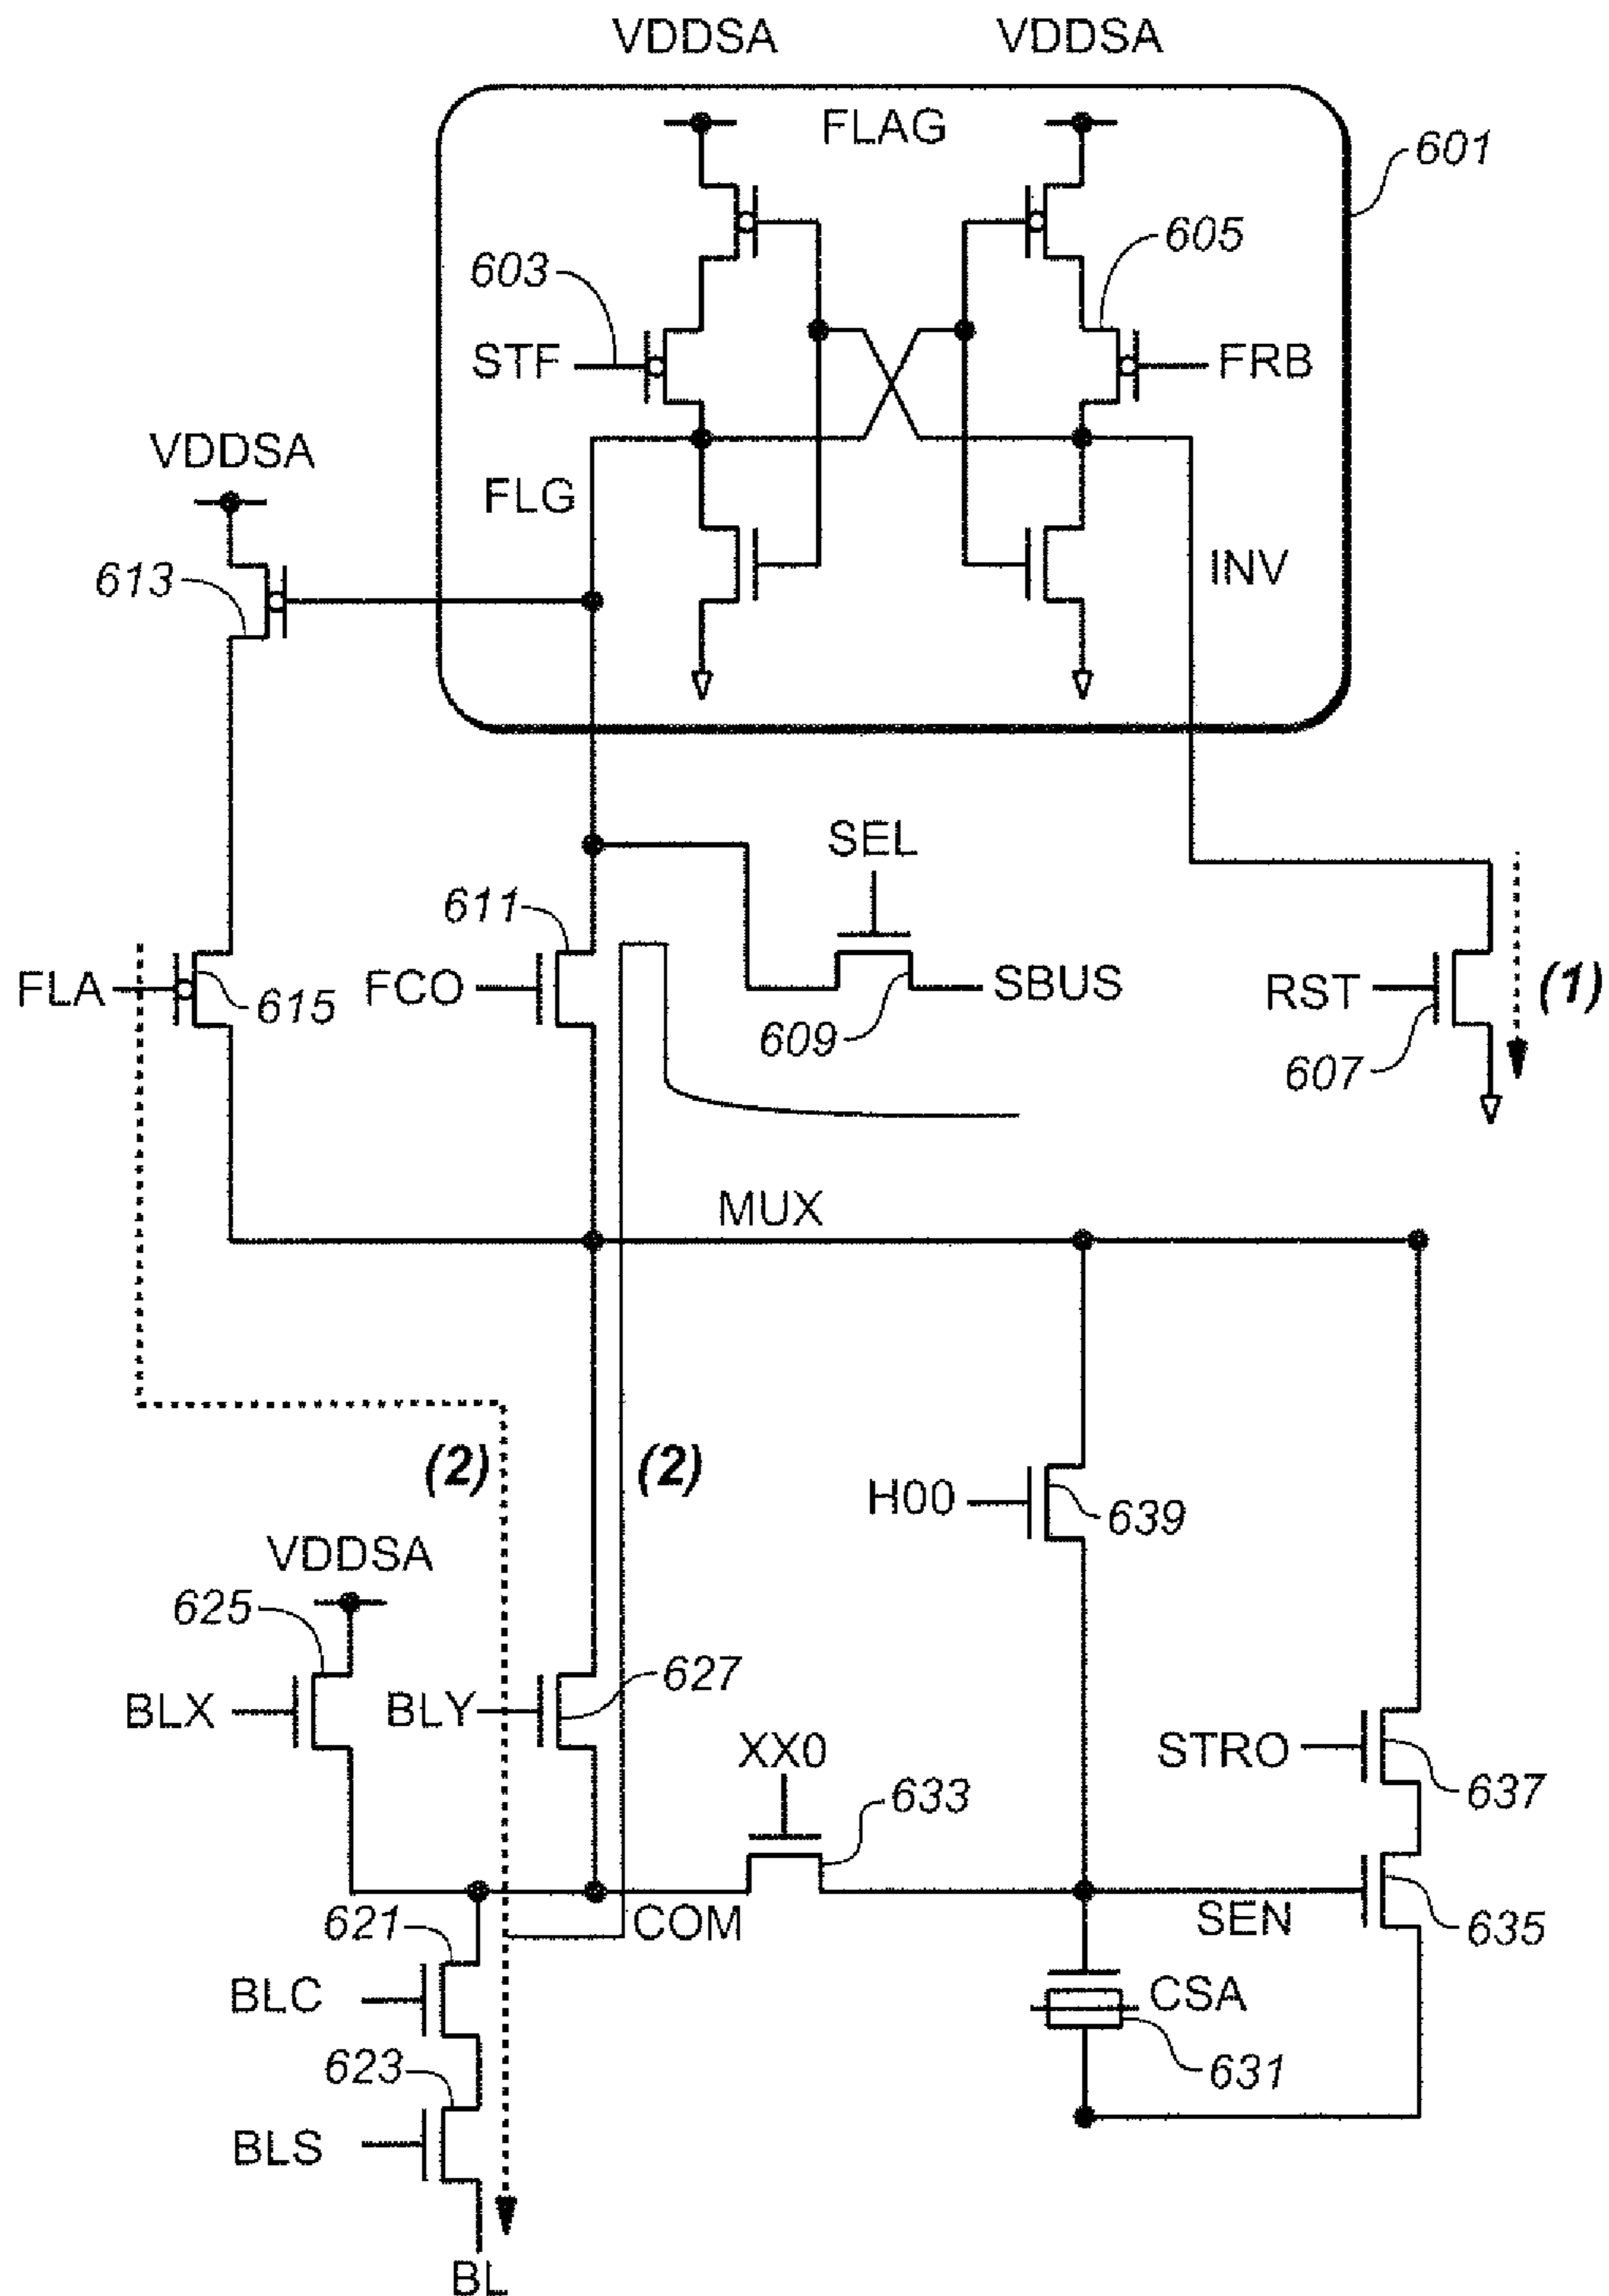 VDDSA VDDSA
FLAG
601
603
605
STF
FRB
VDDSA
FLG
613
INV
SEL
611
FLA
615
FCO
609
SBUS
RST
607
(1)
MUX
(2) (2)
H00
639
VDDSA
625
BLX
BLY
627
XX0
633
STRO
637
COM
SEN
635
621
BLC
CSA
631
623
BLS
BL